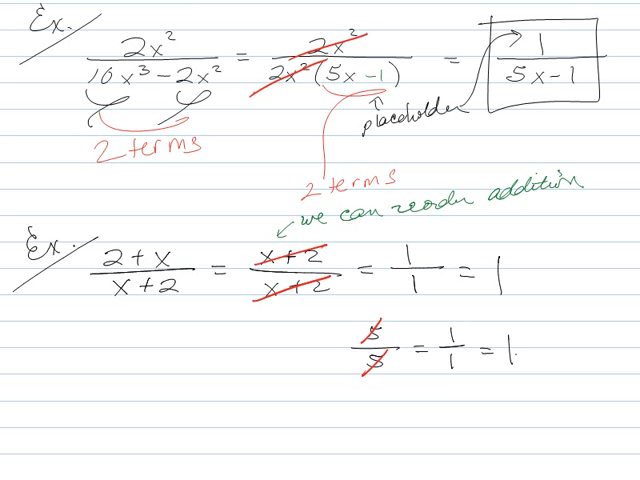 Ex.
2x² / (10x³ − 2x²) = 2x² / (2x²(5x − 1)) = 1 / (5x − 1)
placeholder
2 terms
2 terms
we can reorder addition
Ex. (2 + x) / (x + 2) = (x + 2) / (x + 2) = 1/1 = 1
5/5 = 1/1 = 1.